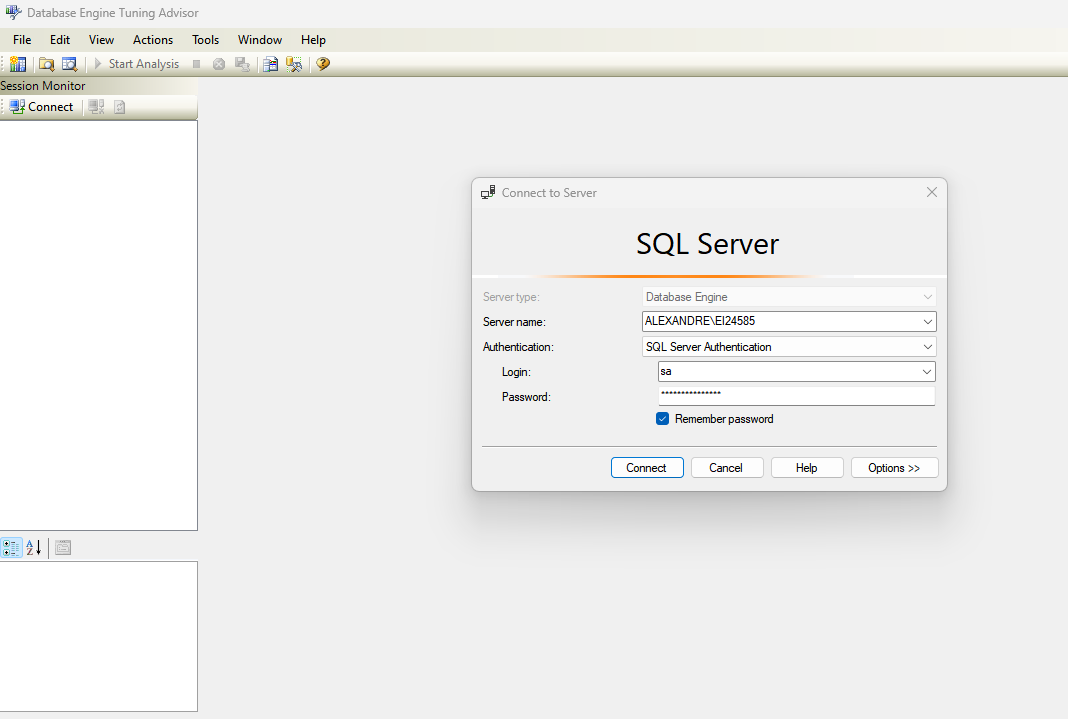 Database Engine Tuning Advisor
File Edit View Actions Tools Window Help
Start Analysis
Session Monitor
Connect
Connect to Server
SQL Server
Server type: Database Engine
Server name: ALEXANDRE\EI24585
Authentication: SQL Server Authentication
Login: sa
Password: ***************
Remember password
Connect Cancel Help Options >>